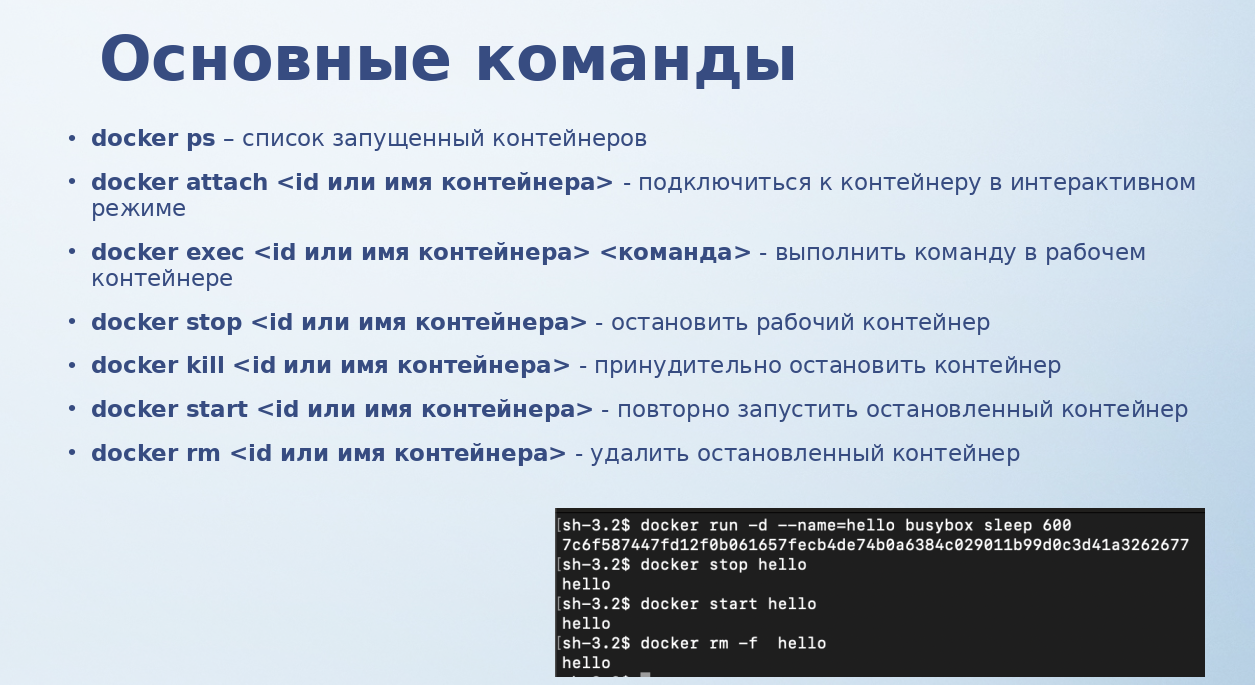 Основные команды
• docker ps – список запущенный контейнеров
• docker attach <id или имя контейнера> - подключиться к контейнеру в интерактивном
режиме
• docker exec <id или имя контейнера> <команда> - выполнить команду в рабочем
контейнере
• docker stop <id или имя контейнера> - остановить рабочий контейнер
• docker kill <id или имя контейнера> - принудительно остановить контейнер
• docker start <id или имя контейнера> - повторно запустить остановленный контейнер
• docker rm <id или имя контейнера> - удалить остановленный контейнер
[sh-3.2$ docker run -d --name=hello busybox sleep 600
7c6f587447fd12f0b061657fecb4de74b0a6384c029011b99d0c3d41a3262677
[sh-3.2$ docker stop hello
hello
[sh-3.2$ docker start hello
hello
[sh-3.2$ docker rm -f  hello
hello